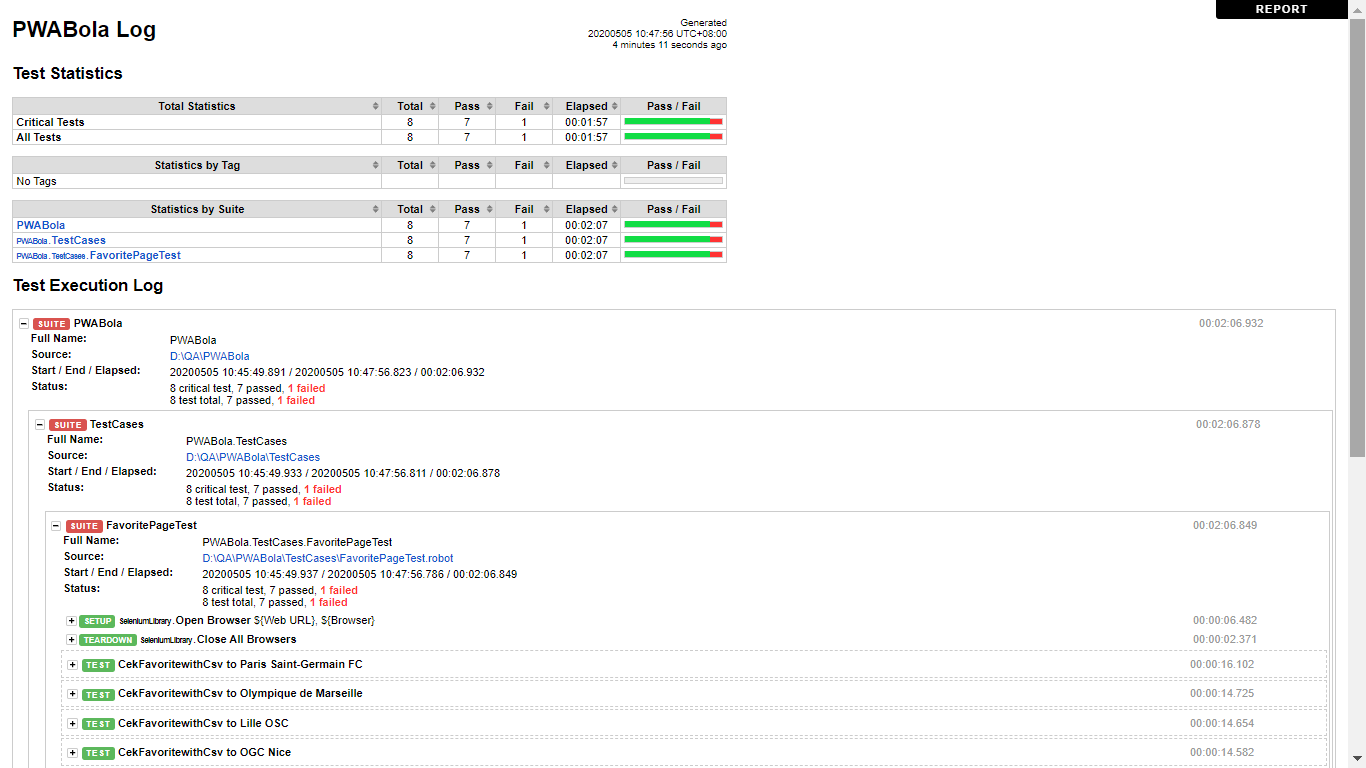 REPORT
PWABola Log
Generated
20200505 10:47:56 UTC+08:00
4 minutes 11 seconds ago
Test Statistics
Total Statistics Total Pass Fail Elapsed Pass / Fail
Critical Tests 8 7 1 00:01:57
All Tests 8 7 1 00:01:57
Statistics by Tag Total Pass Fail Elapsed Pass / Fail
No Tags
Statistics by Suite Total Pass Fail Elapsed Pass / Fail
PWABola 8 7 1 00:02:07
PWABola.TestCases 8 7 1 00:02:07
PWABola.TestCases.FavoritePageTest 8 7 1 00:02:07
Test Execution Log
SUITE PWABola 00:02:06.932
Full Name: PWABola
Source: D:\QA\PWABola
Start / End / Elapsed: 20200505 10:45:49.891 / 20200505 10:47:56.823 / 00:02:06.932
Status: 8 critical test, 7 passed, 1 failed
8 test total, 7 passed, 1 failed
SUITE TestCases 00:02:06.878
Full Name: PWABola.TestCases
Source: D:\QA\PWABola\TestCases
Start / End / Elapsed: 20200505 10:45:49.933 / 20200505 10:47:56.811 / 00:02:06.878
Status: 8 critical test, 7 passed, 1 failed
8 test total, 7 passed, 1 failed
SUITE FavoritePageTest 00:02:06.849
Full Name: PWABola.TestCases.FavoritePageTest
Source: D:\QA\PWABola\TestCases\FavoritePageTest.robot
Start / End / Elapsed: 20200505 10:45:49.937 / 20200505 10:47:56.786 / 00:02:06.849
Status: 8 critical test, 7 passed, 1 failed
8 test total, 7 passed, 1 failed
SETUP SeleniumLibrary.Open Browser ${Web URL}, ${Browser} 00:00:06.482
TEARDOWN SeleniumLibrary.Close All Browsers 00:00:02.371
TEST CekFavoritewithCsv to Paris Saint-Germain FC 00:00:16.102
TEST CekFavoritewithCsv to Olympique de Marseille 00:00:14.725
TEST CekFavoritewithCsv to Lille OSC 00:00:14.654
TEST CekFavoritewithCsv to OGC Nice 00:00:14.582